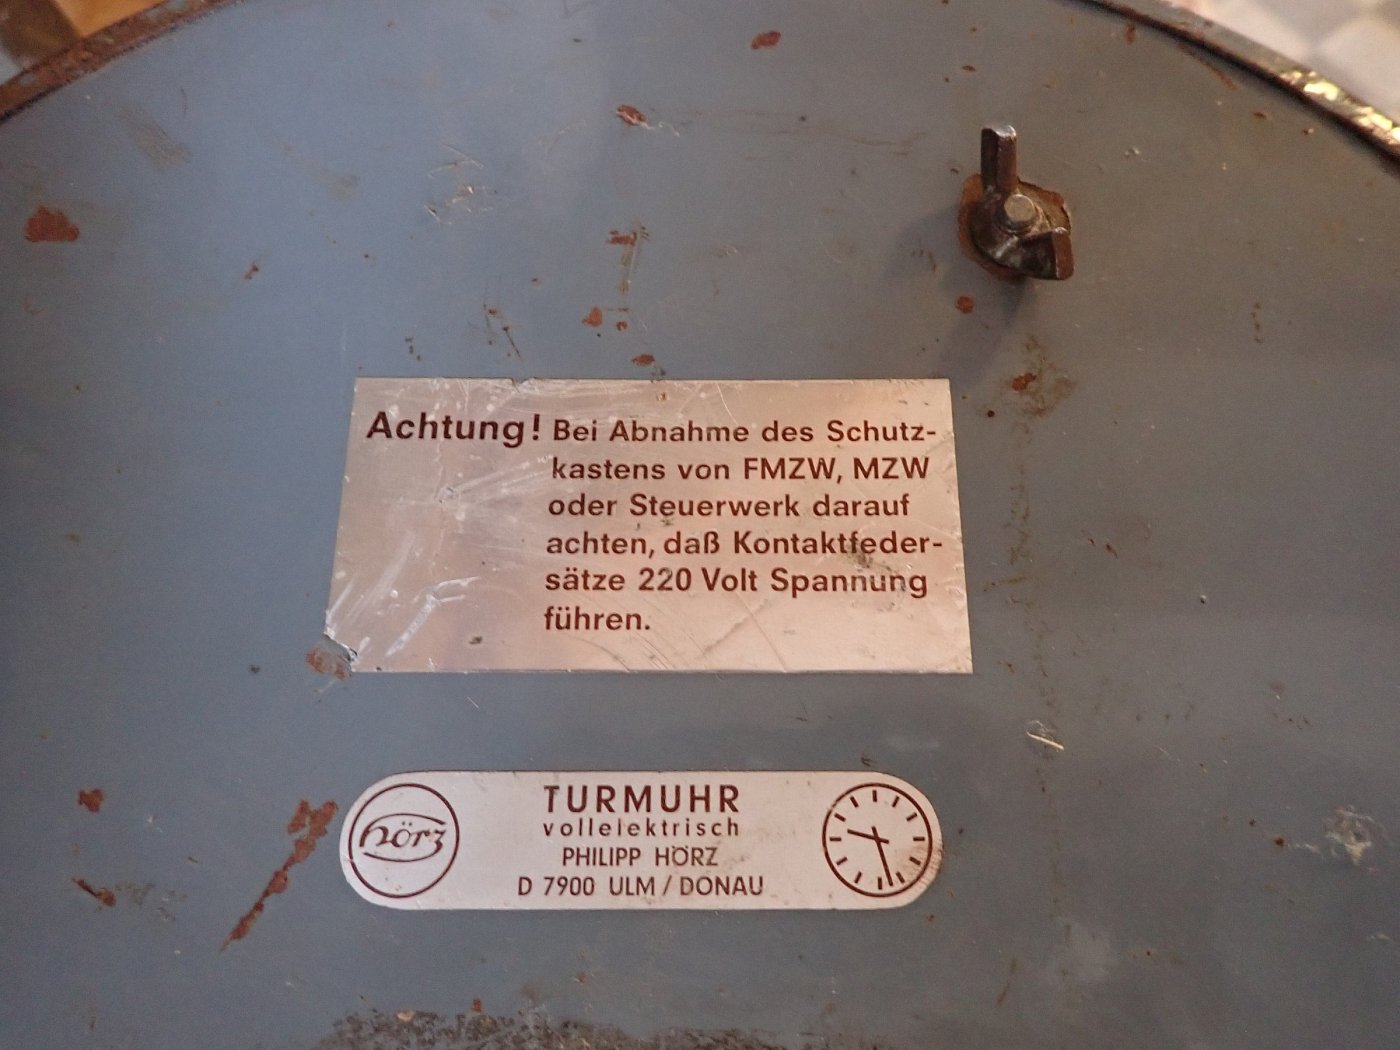 Achtung! Bei Abnahme des Schutz-
kastens von FMZW, MZW
oder Steuerwerk darauf
achten, daß Kontaktfeder-
sätze 220 Volt Spannung
führen.
hörz
TURMUHR
vollelektrisch
PHILIPP HÖRZ
D 7900 ULM / DONAU